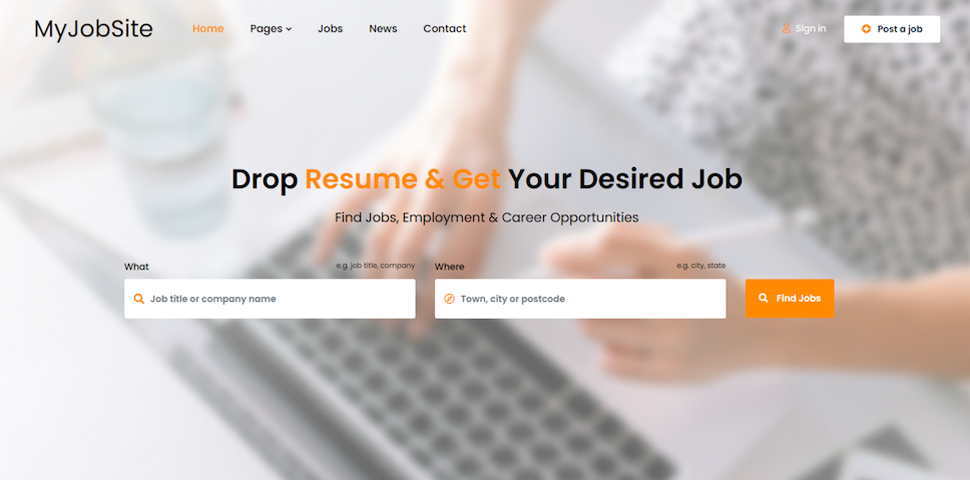 MyJobSite Home Pages Jobs News Contact Sign in Post a job
Drop Resume & Get Your Desired Job
Find Jobs, Employment & Career Opportunities
What e.g. job title, company Where e.g. city, state
Job title or company name Town, city or postcode Find Jobs